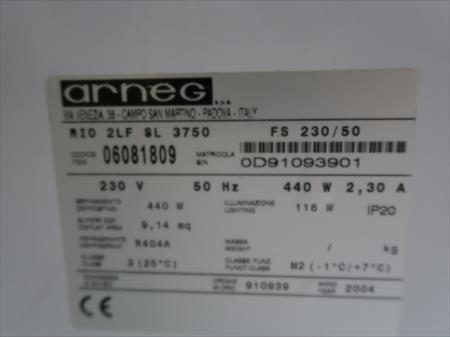 arneg s.p.a.
VIA VENEZIA, 58 - CAMPO SAN MARTINO - PADOVA - ITALY
RIO 2LF SL 3750 FS 230/50
CODICE ITEM 06081809 MATRICOLA S/N 0D91093901
230 V 50 Hz 440 W 2,30 A
SBRINAMENTO DEFROSTING 440 W ILLUMINAZIONE LIGHTING 116 W IP20
SUPERF. ESP. DISPLAY AREA 9,14 mq
REFRIGERANTE REFRIGERANT R404A MASSA WEIGHT / kg
CLASSE CLASS 3 (25°C) CLASSE FUNZ. FUNCT CLASS M2 (-1°C/+7°C)
COMMESSA ORDINE W.ORD. 910939 ANNO YEAR 2004
CE